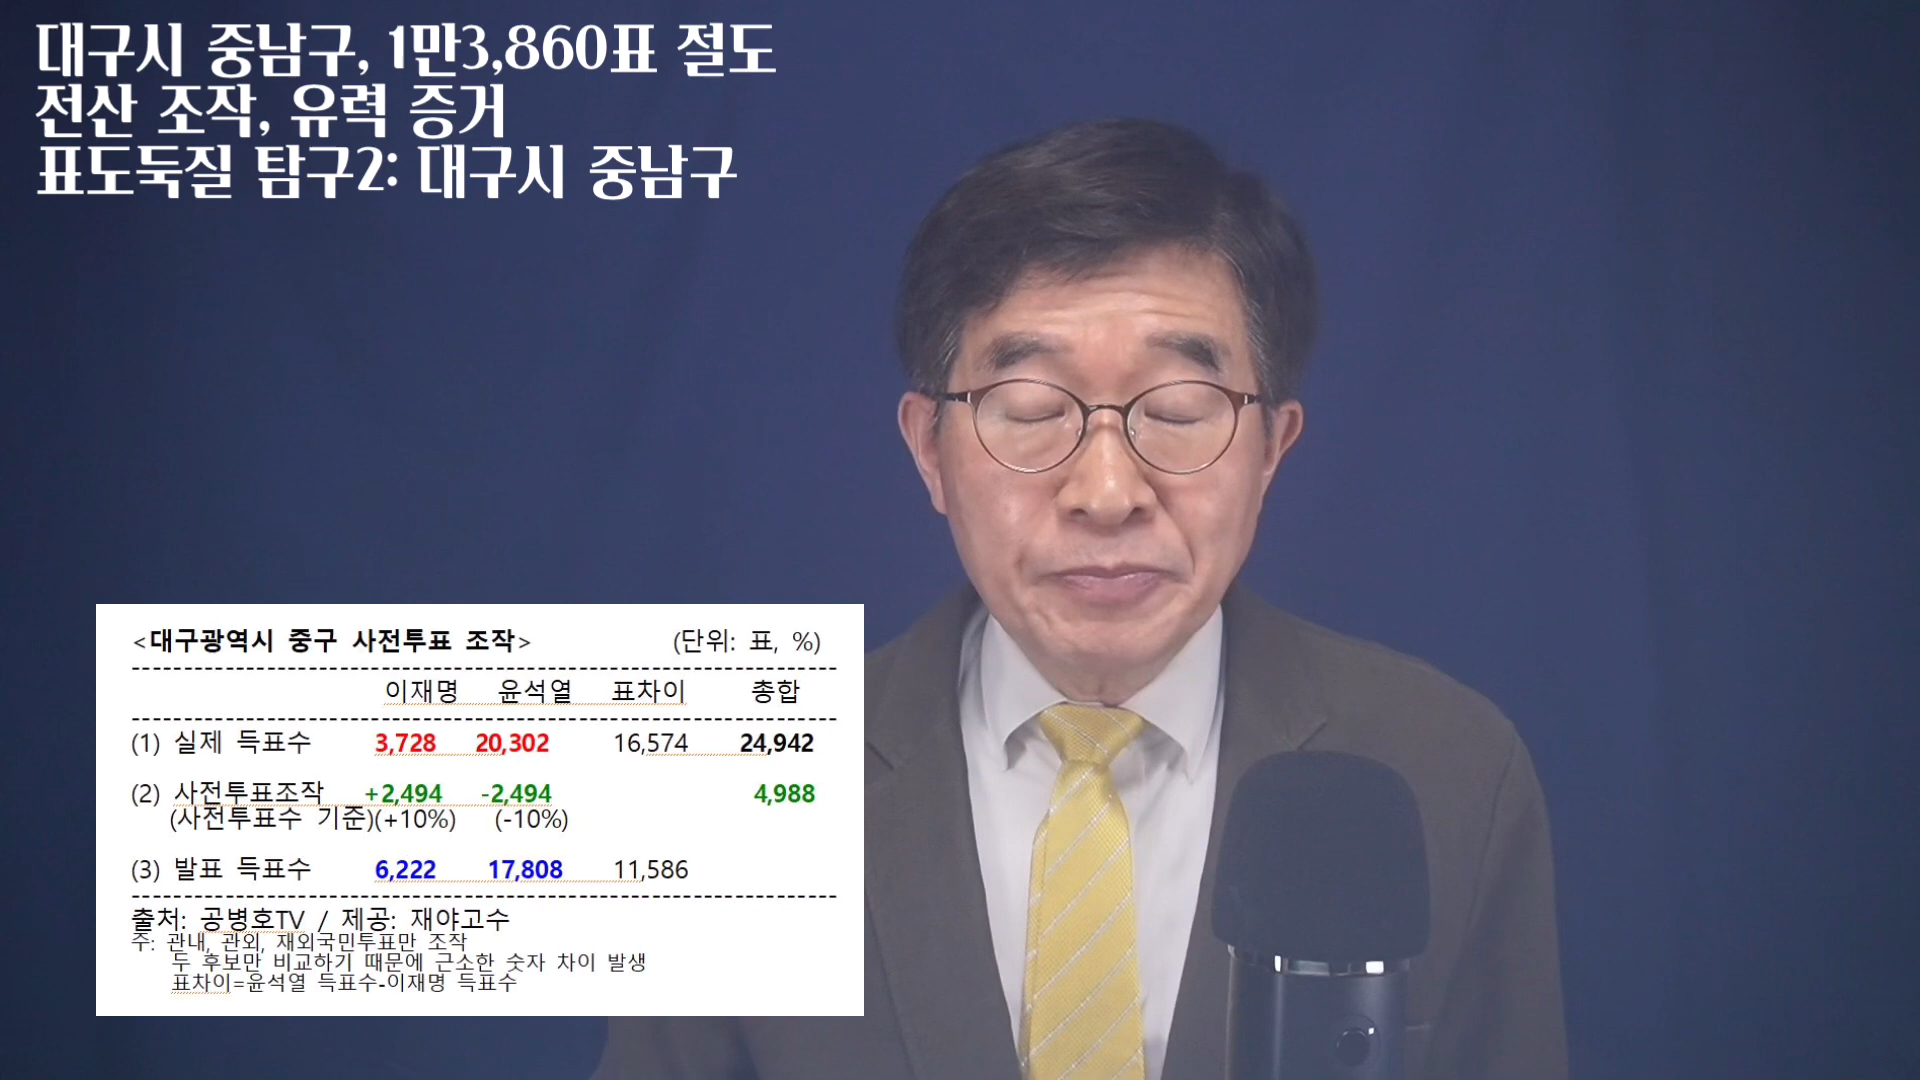 대구시 중남구, 1만3,860표 절도
전산 조작, 유력 증거
표도둑질 탐구2: 대구시 중남구
<대구광역시 중구 사전투표 조작> (단위: 표, %)
이재명 윤석열 표차이 총합
(1) 실제 득표수 3,728 20,302 16,574 24,942
(2) 사전투표조작 +2,494 -2,494 4,988
(사전투표수 기준)(+10%) (-10%)
(3) 발표 득표수 6,222 17,808 11,586
출처: 공병호TV / 제공: 재야고수
주: 관내, 관외, 재외국민투표만 조작
두 후보만 비교하기 때문에 근소한 숫자 차이 발생
표차이=윤석열 득표수-이재명 득표수